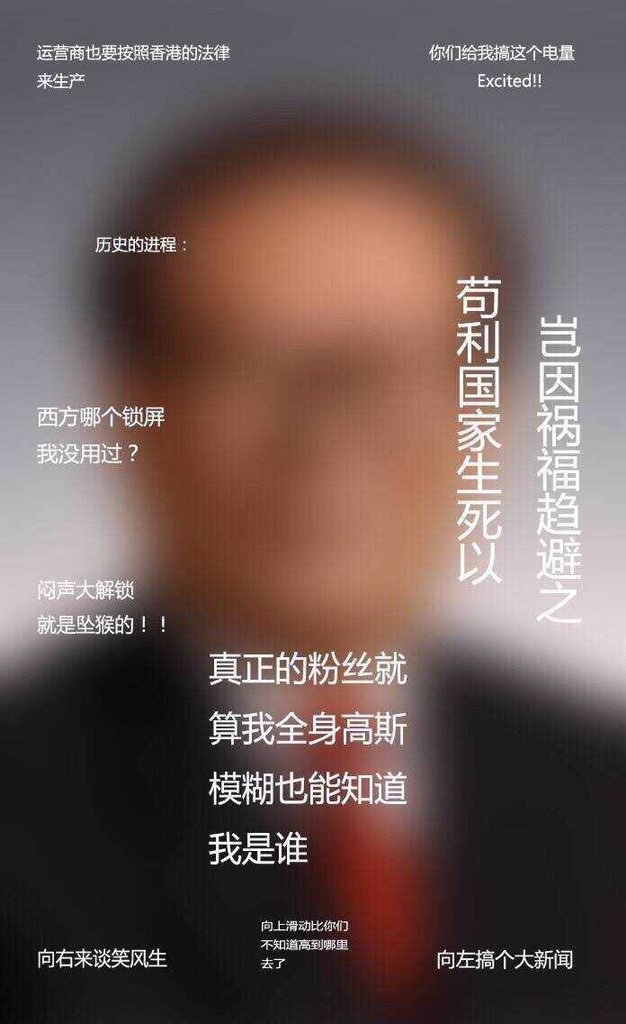 运营商也要按照香港的法律
来生产
你们给我搞这个电量
Excited!!
历史的进程：
苟利国家生死以
岂因祸福趋避之
西方哪个锁屏
我没用过？
闷声大解锁
就是坠猴的！！
真正的粉丝就
算我全身高斯
模糊也能知道
我是谁
向右来谈笑风生
向上滑动比你们
不知道高到哪里
去了
向左搞个大新闻